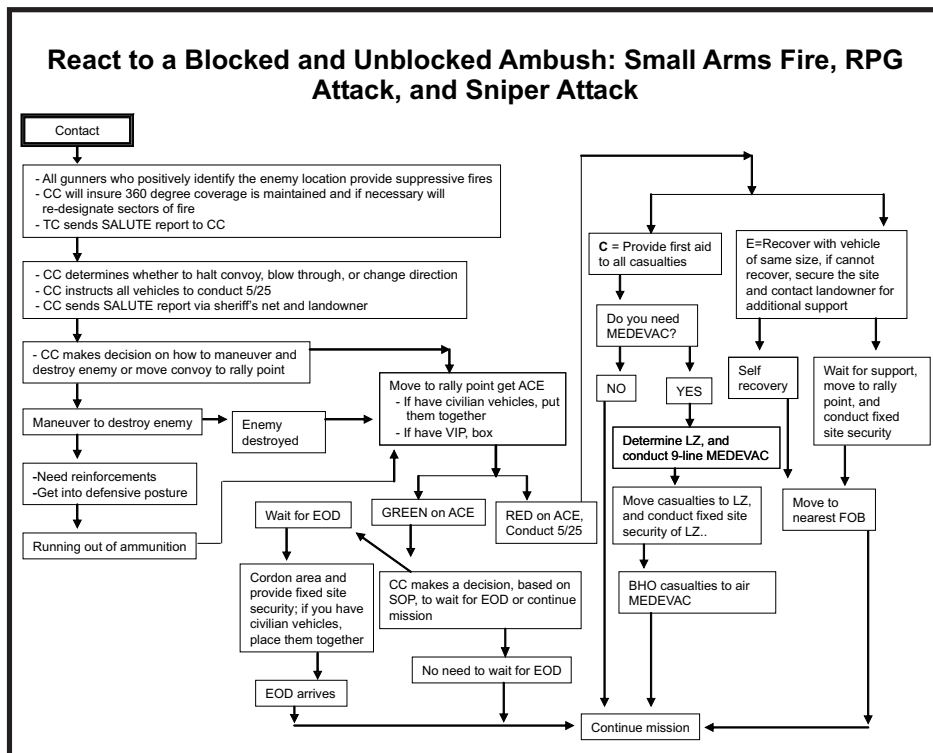 React to a Blocked and Unblocked Ambush: Small Arms Fire, RPG
Attack, and Sniper Attack
Contact
- All gunners who positively identify the enemy location provide suppressive fires
- CC will insure 360 degree coverage is maintained and if necessary will
re-designate sectors of fire
- TC sends SALUTE report to CC
- CC determines whether to halt convoy, blow through, or change direction
- CC instructs all vehicles to conduct 5/25
- CC sends SALUTE report via sheriff's net and landowner
- CC makes decision on how to maneuver and
destroy enemy or move convoy to rally point
Maneuver to destroy enemy
Enemy
destroyed
-Need reinforcements
-Get into defensive posture
Running out of ammunition
Move to rally point get ACE
- If have civilian vehicles, put
them together
- If have VIP, box
GREEN on ACE
RED on ACE,
Conduct 5/25
Wait for EOD
Cordon area and
provide fixed site
security; if you have
civilian vehicles,
place them together
EOD arrives
CC makes a decision, based on
SOP, to wait for EOD or continue
mission
No need to wait for EOD
C = Provide first aid
to all casualties
Do you need
MEDEVAC?
NO
YES
Determine LZ, and
conduct 9-line MEDEVAC
Move casualties to LZ,
and conduct fixed site
security of LZ..
BHO casualties to air
MEDEVAC
E=Recover with vehicle
of same size, if cannot
recover, secure the site
and contact landowner for
additional support
Self
recovery
Wait for support,
move to rally
point, and
conduct fixed
site security
Move to
nearest FOB
Continue mission